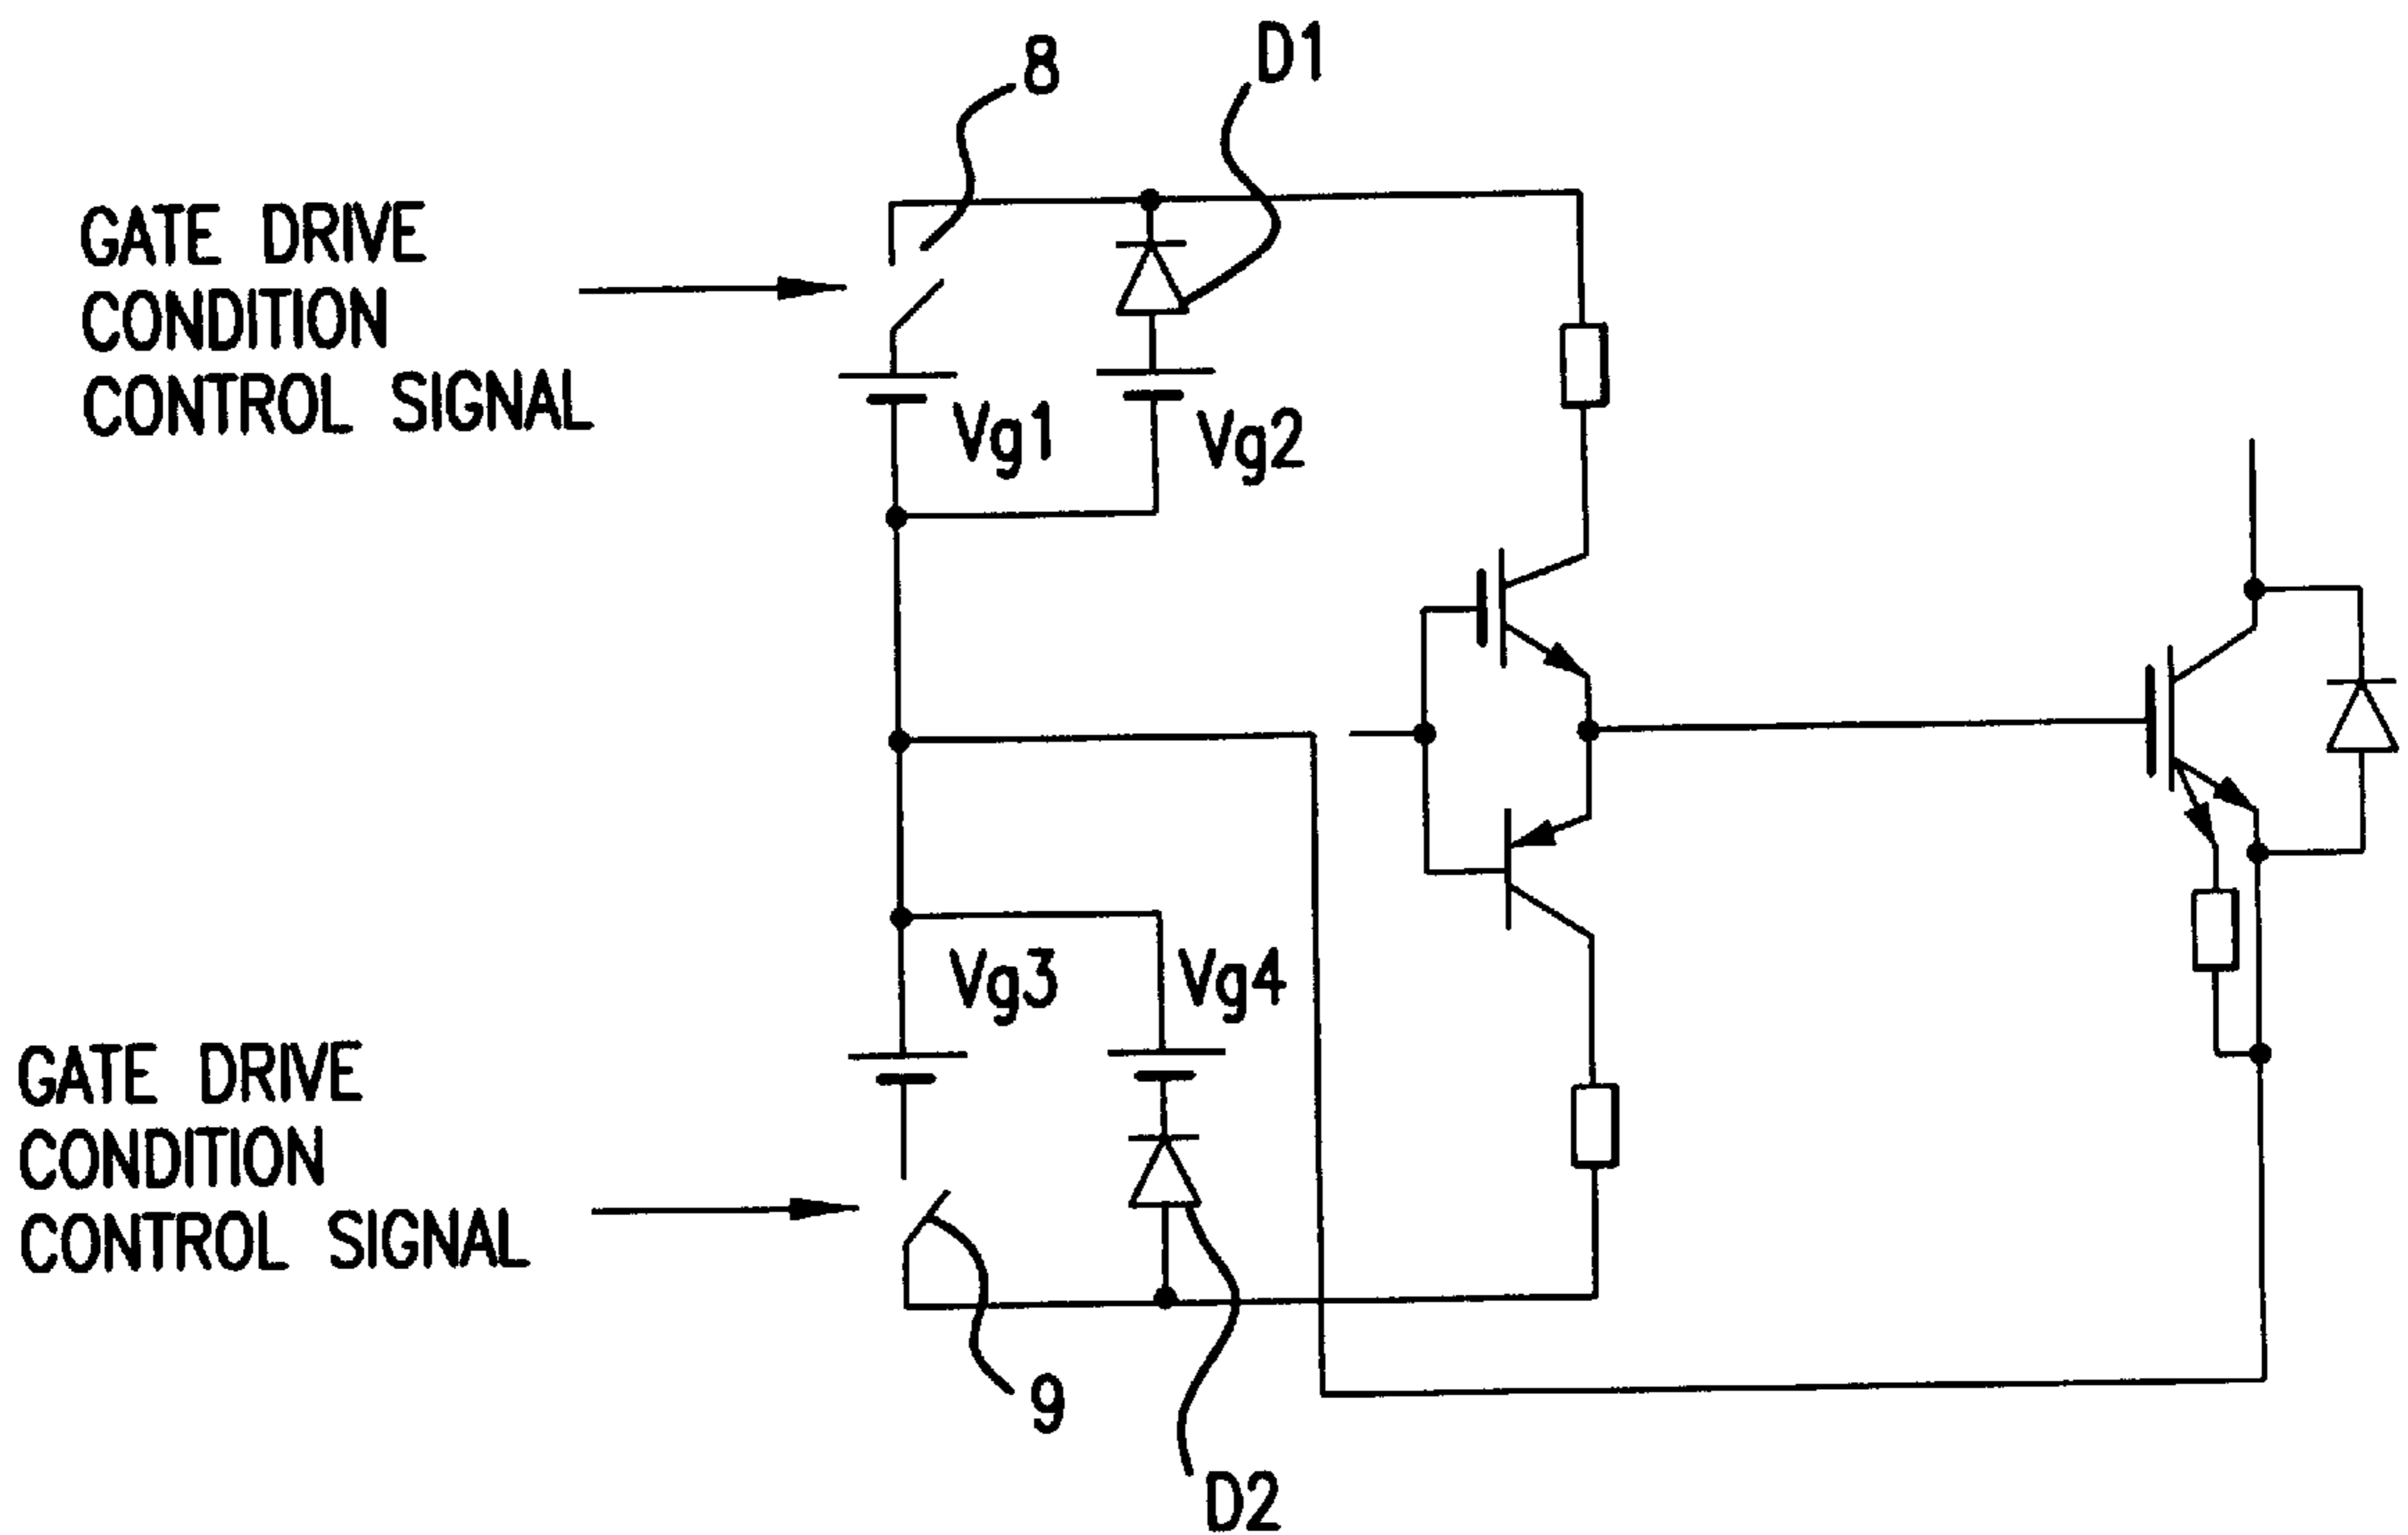 8
D1
GATE DRIVE
CONDITION
CONTROL SIGNAL
Vg1
Vg2
Vg3
Vg4
GATE DRIVE
CONDITION
CONTROL SIGNAL
9
D2